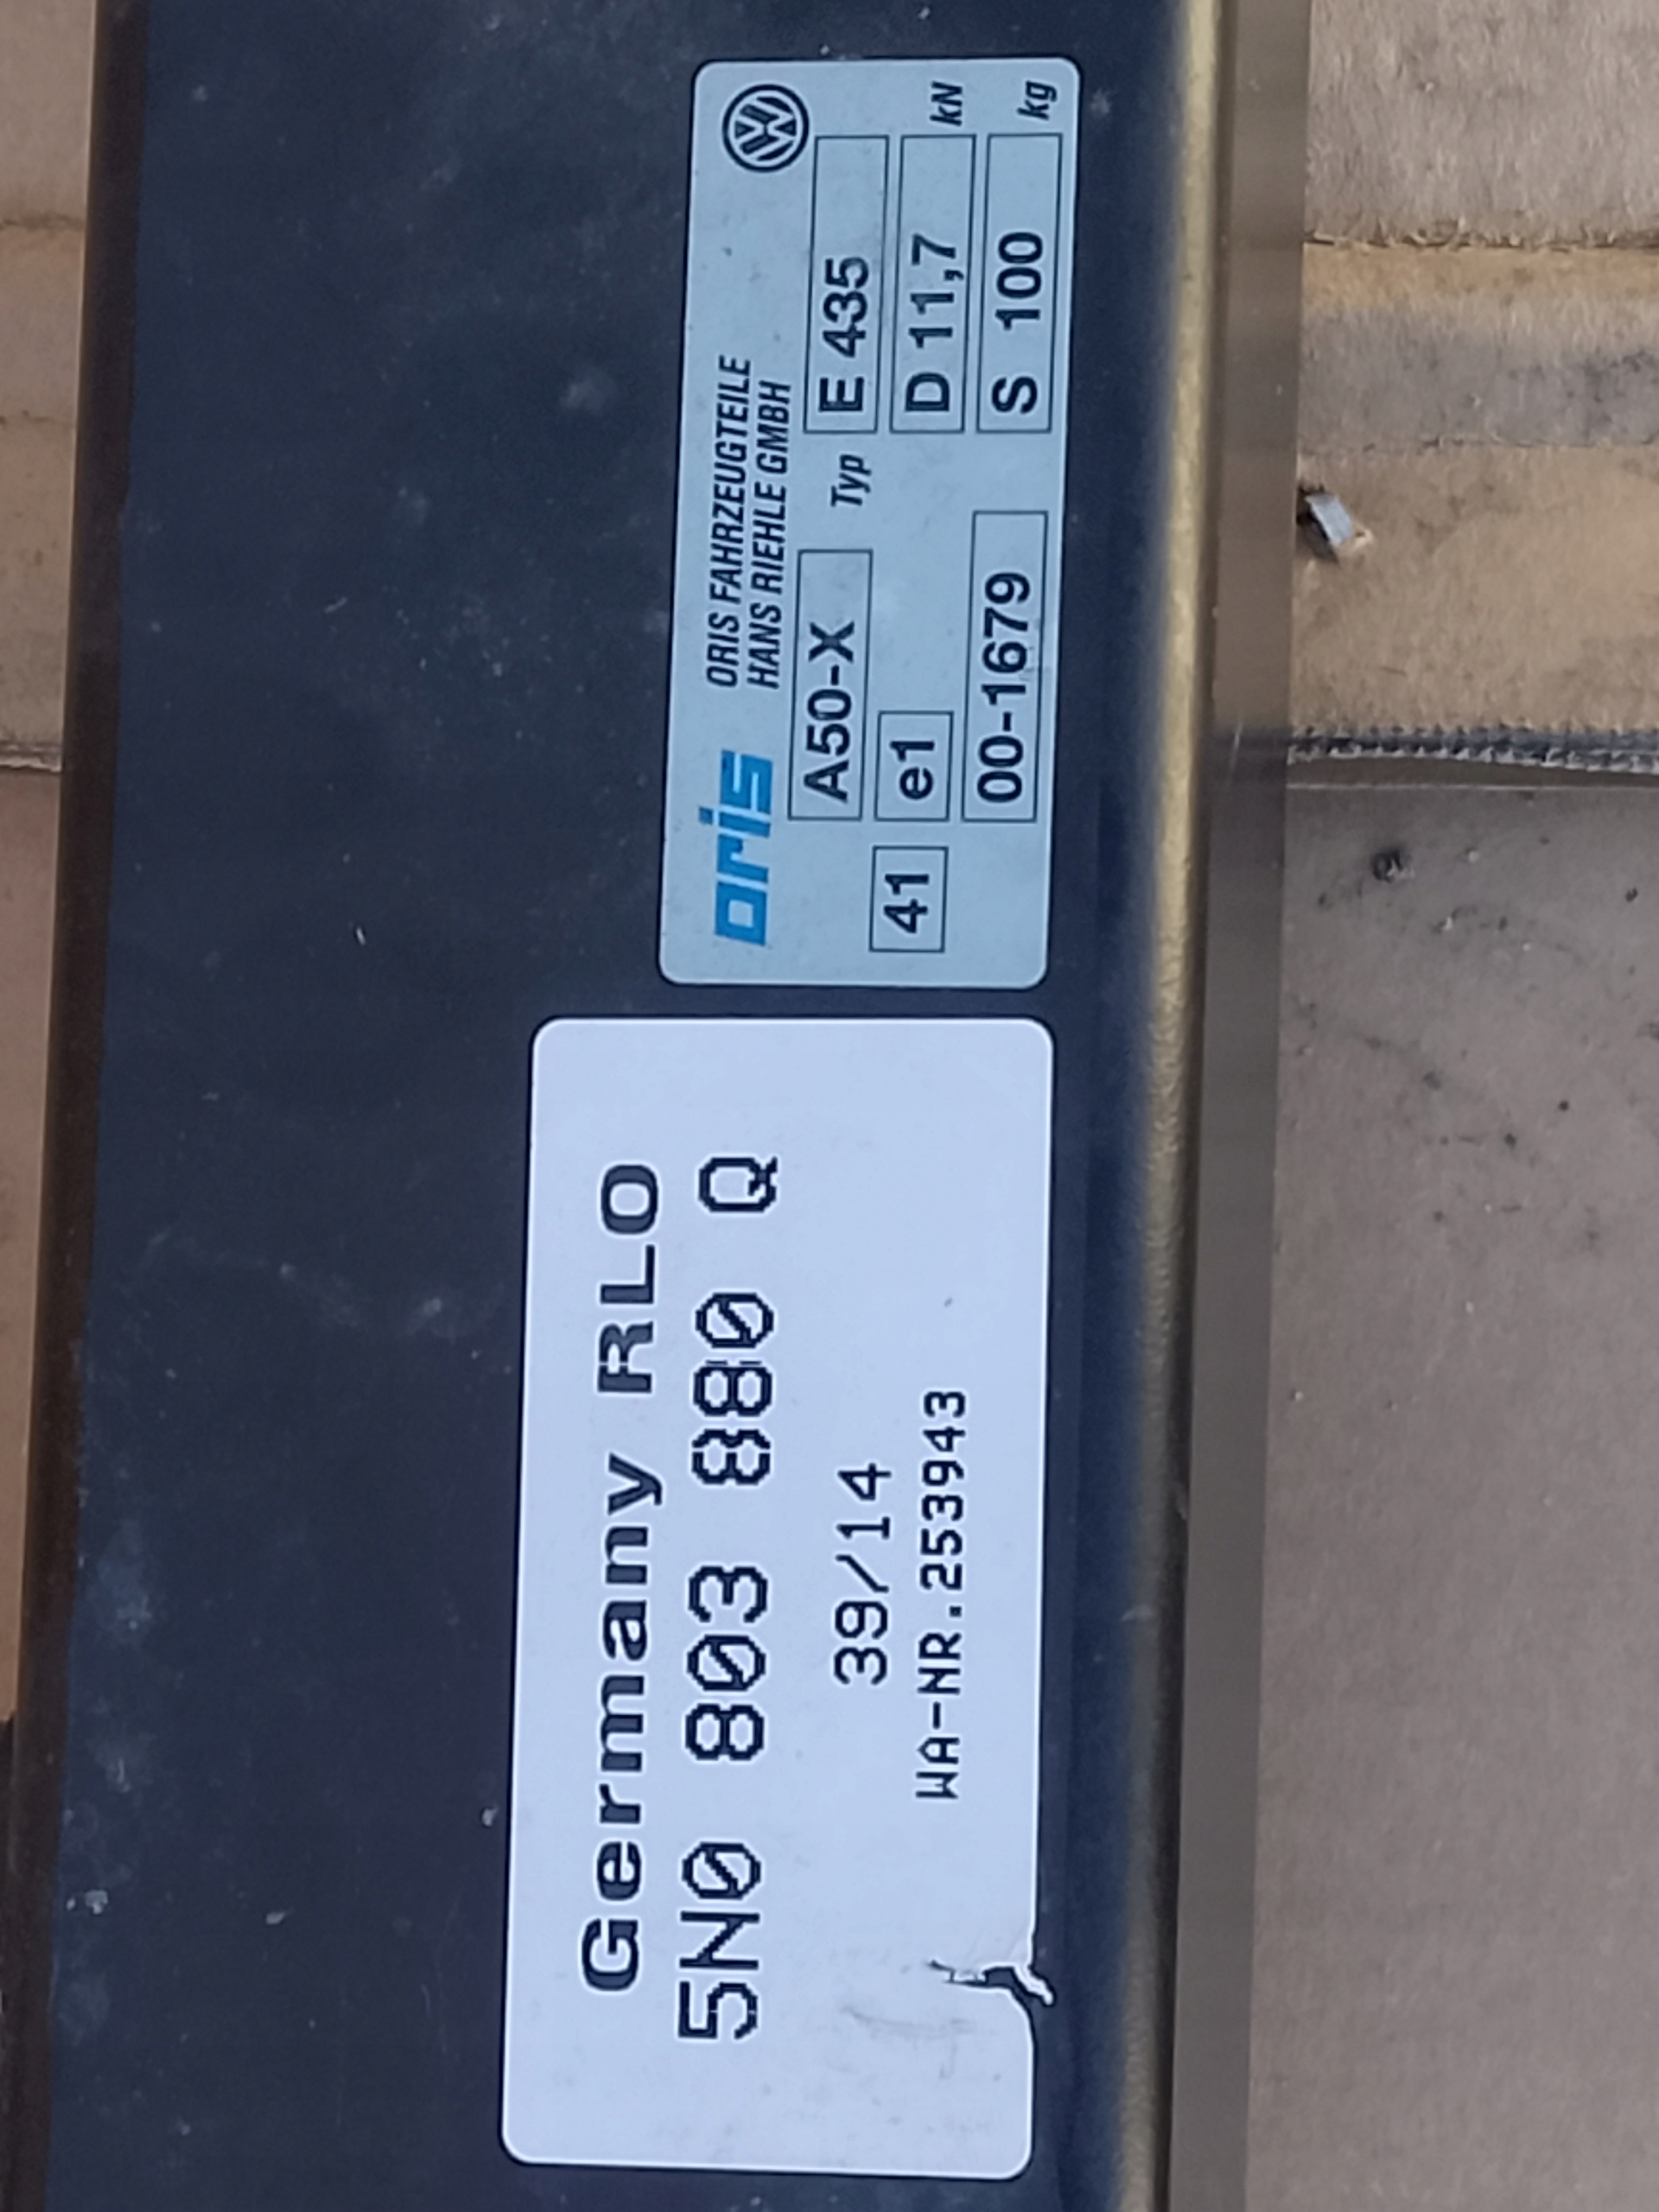 Germany RLO
5N0 803 880 Q
39/14
WA-NR.253943
oris
ORIS FAHRZEUGTEILE
HANS RIEHLE GMBH
A50-X Typ E 435
41 e1 D 11,7 kN
00-1679 S 100 kg